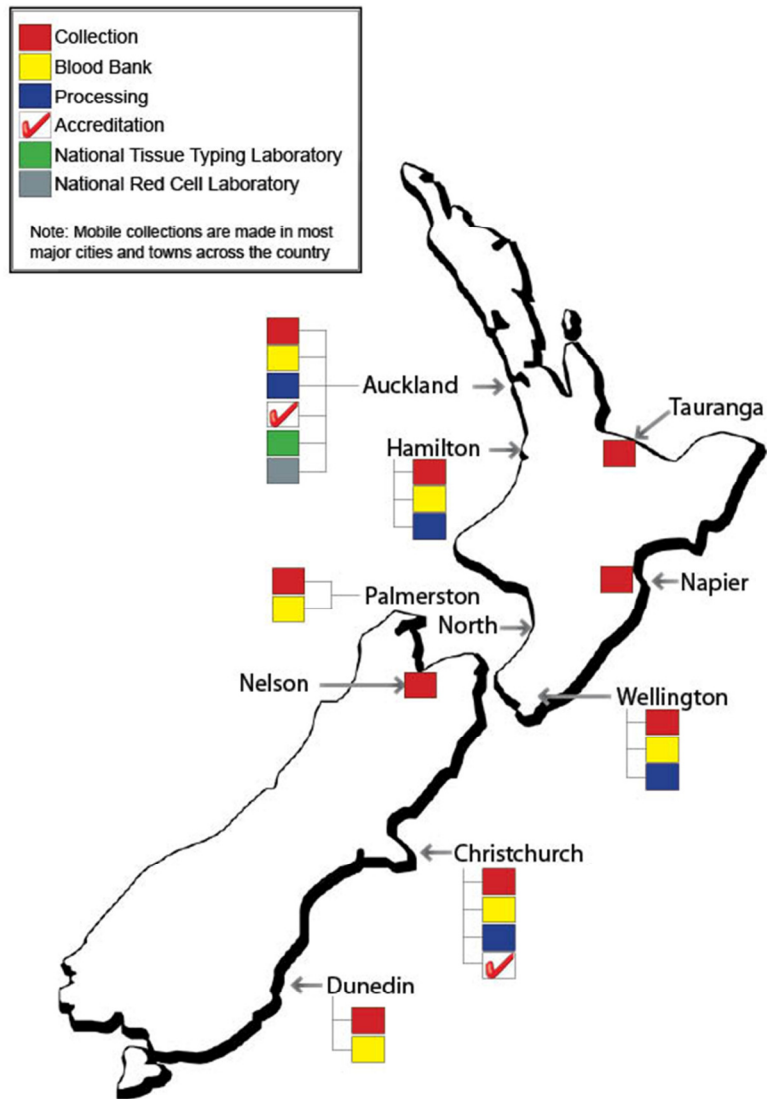 Collection
Blood Bank
Processing
Accreditation
National Tissue Typing Laboratory
National Red Cell Laboratory
Note: Mobile collections are made in most
major cities and towns across the country
Auckland
Tauranga
Hamilton
Napier
Palmerston
North
Nelson
Wellington
Christchurch
Dunedin